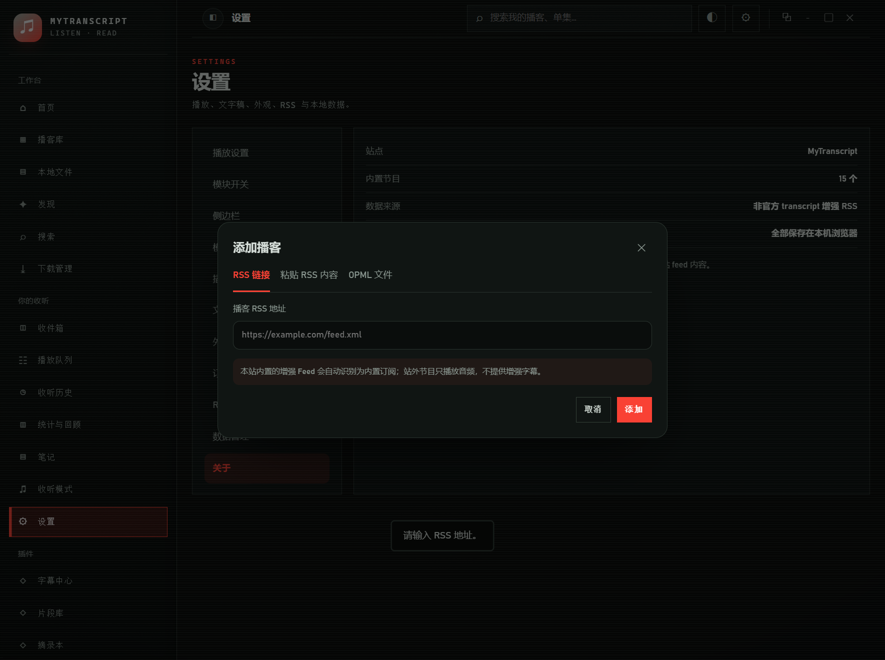 MYTRANSCRIPT
LISTEN · READ
设置
搜索我的播客、单集…
工作台
首页
播客库
本地文件
发现
搜索
下载管理
你的收听
收件箱
播放队列
收听历史
统计与回顾
笔记
收听模式
设置
插件
字幕中心
片段库
摘录本
SETTINGS
设置
播放、文字稿、外观、RSS 与本地数据。
播放设置
模块开关
侧边栏
关于
站点
MyTranscript
内置节目
15 个
数据来源
非官方 transcript 增强 RSS
全部保存在本机浏览器
feed 内容。
添加播客
RSS 链接
粘贴 RSS 内容
OPML 文件
播客 RSS 地址
https://example.com/feed.xml
本站内置的增强 Feed 会自动识别为内置订阅；站外节目只播放音频，不提供增强字幕。
取消
添加
请输入 RSS 地址。